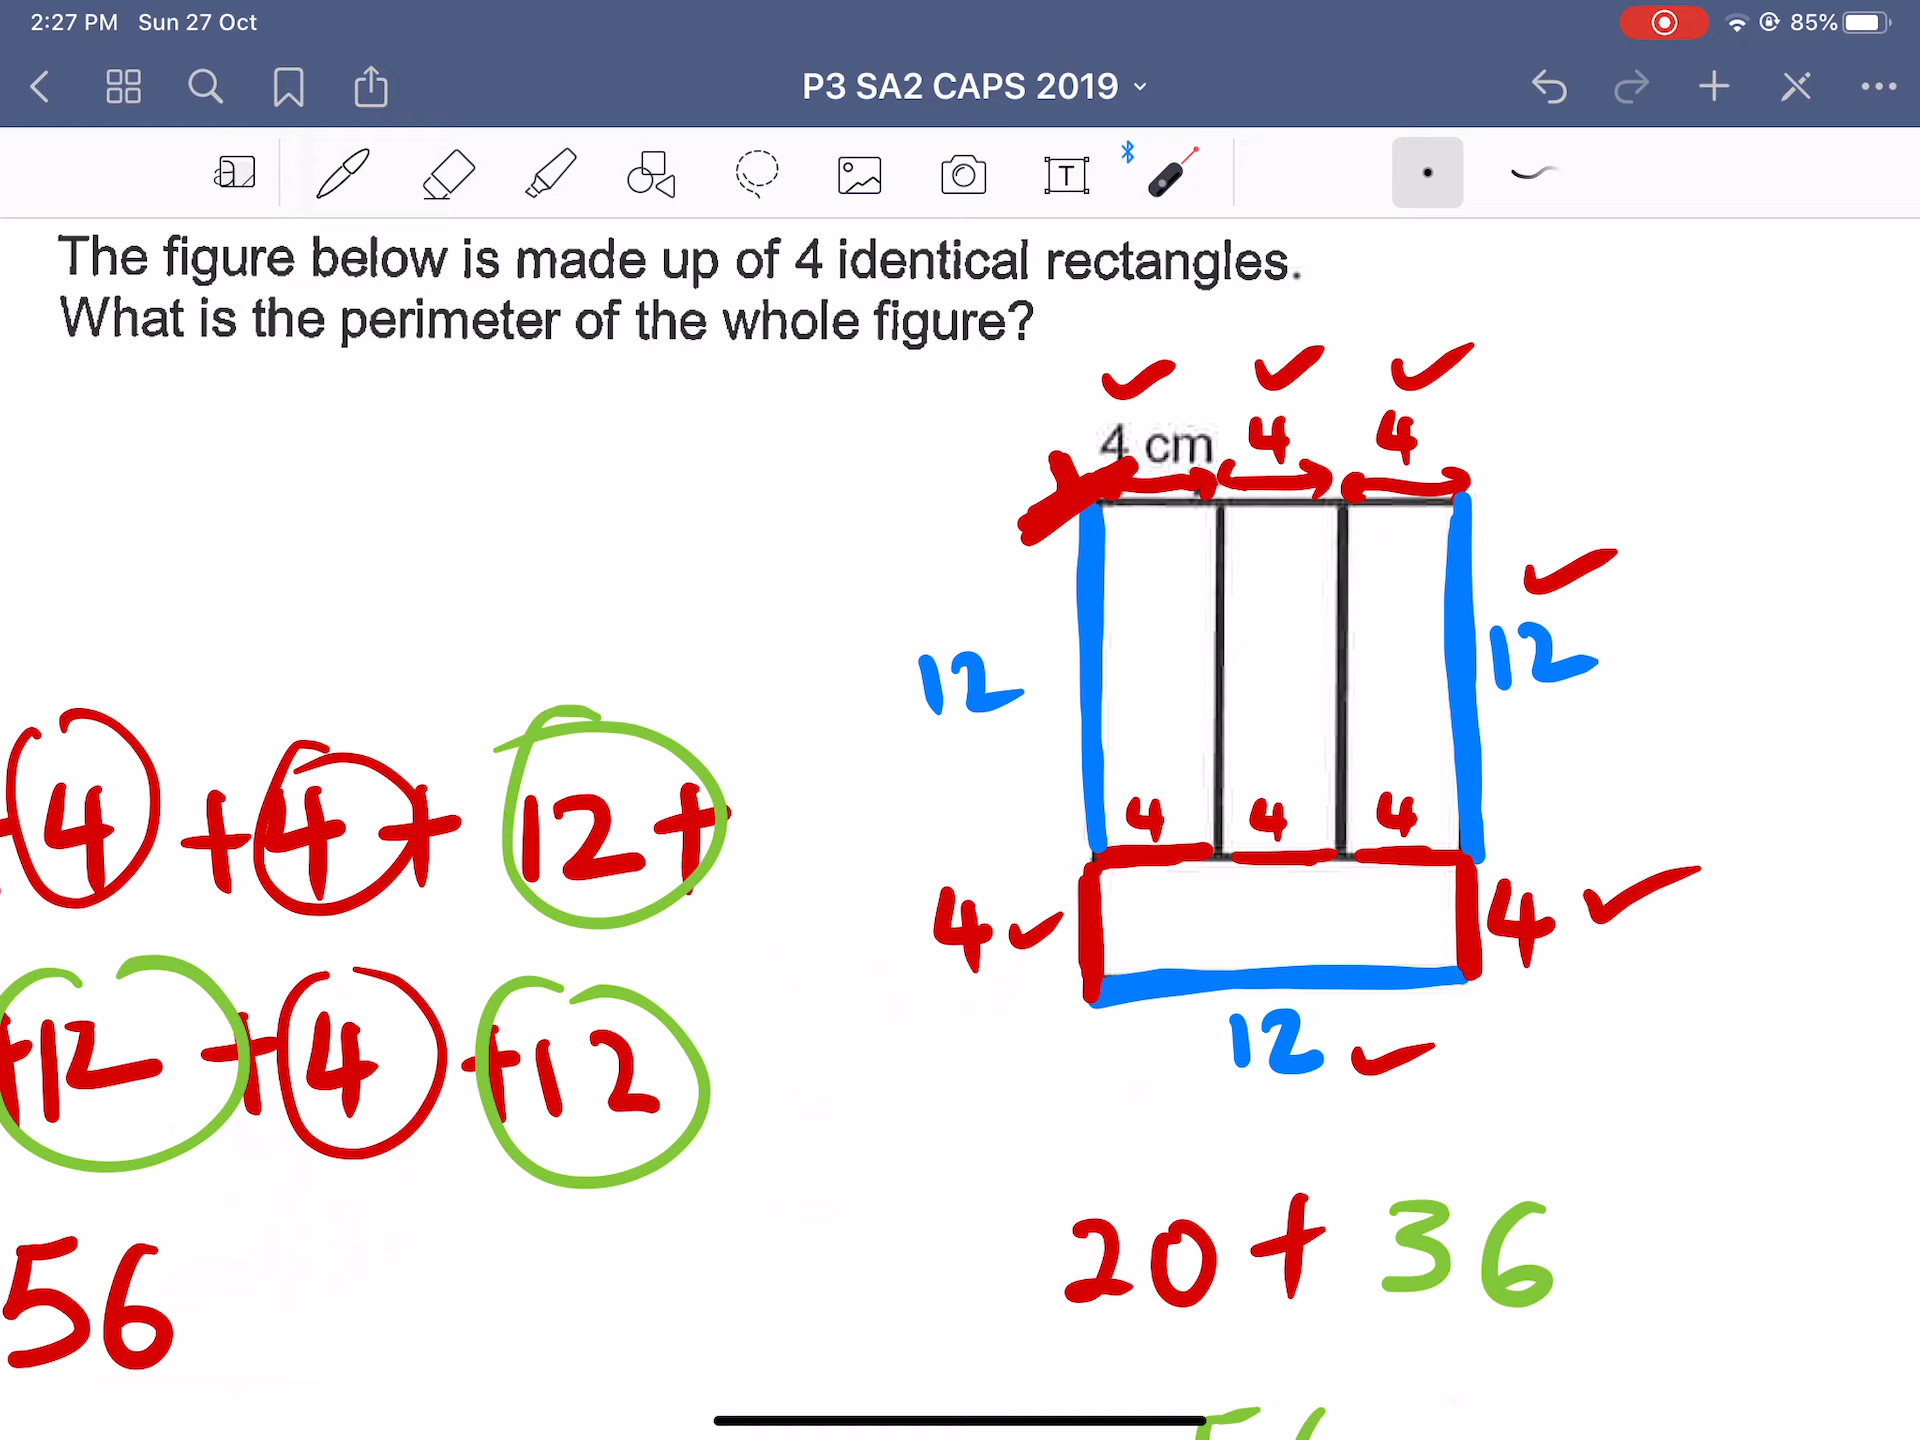 2:27 PM Sun 27 Oct 85%
P3 SA2 CAPS 2019
The figure below is made up of 4 identical rectangles.
What is the perimeter of the whole figure?
4 cm 4 4
12 12
4 4 4
4 4
12
4 + 4 + 12 +
+12 + 4 + 12
20 + 36
56